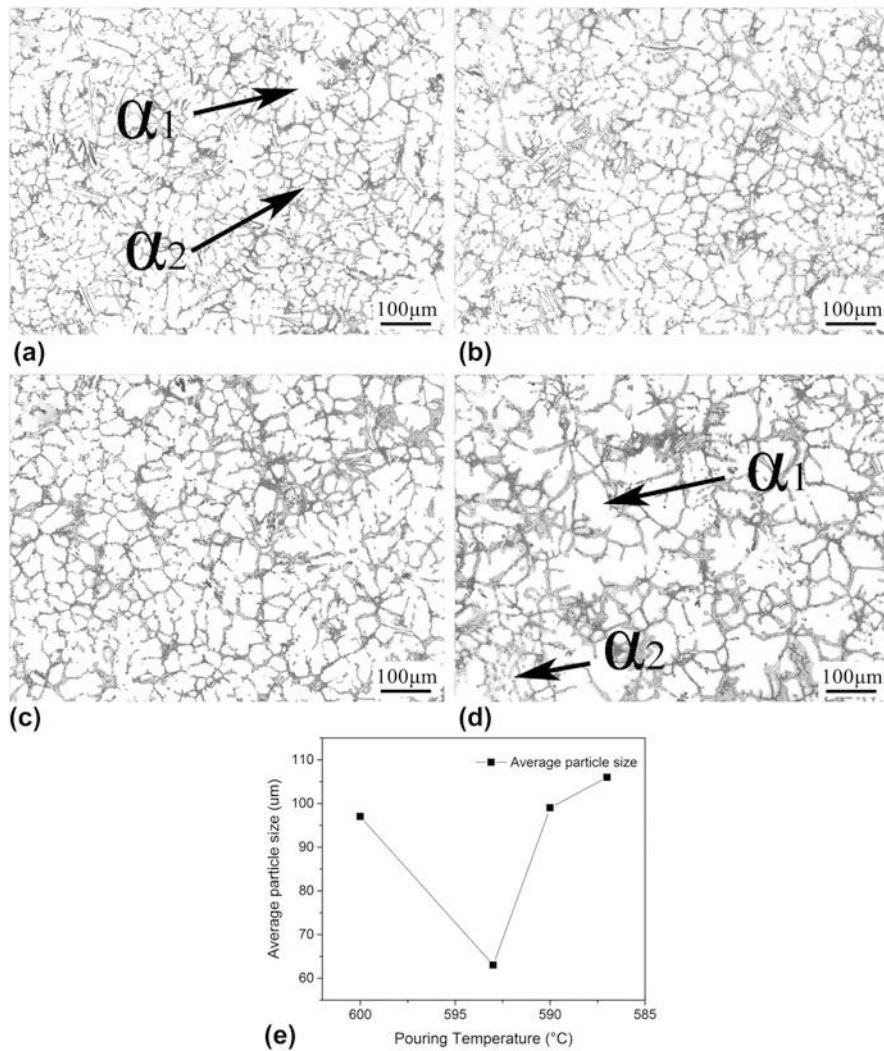 α1
α2
100μm
(a)
100μm
(b)
100μm
(c)
α1
α2
100μm
(d)
110
100
90
80
70
60
Average particle size (um)
Average particle size
600
595
590
585
Pouring Temperature (°C)
(e)